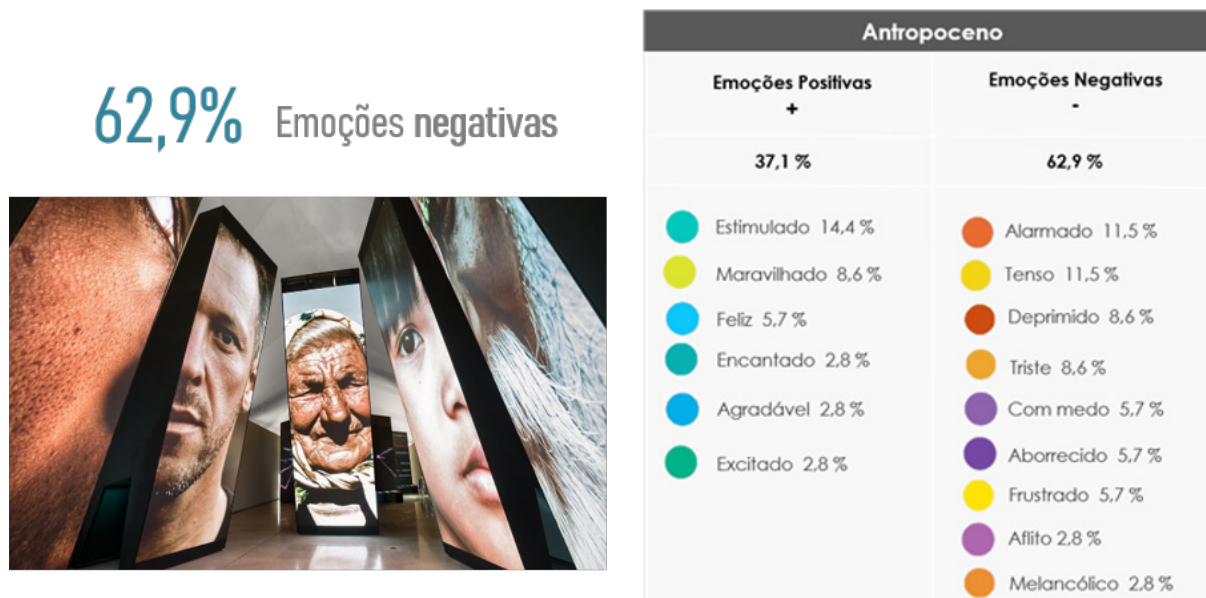 62,9% Emoções negativas
Antropoceno
Emoções Positivas
+
37,1 %
Estimulado 14,4 %
Maravilhado 8,6 %
Feliz 5,7 %
Encantado 2,8 %
Agradável 2,8 %
Excitado 2,8 %
Emoções Negativas
-
62,9 %
Alarmado 11,5 %
Tenso 11,5 %
Deprimido 8,6 %
Triste 8,6 %
Com medo 5,7 %
Aborrecido 5,7 %
Frustrado 5,7 %
Aflito 2,8 %
Melancólico 2,8 %